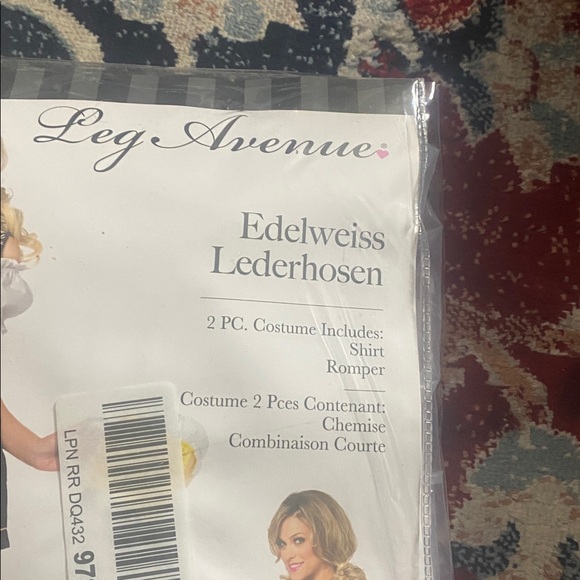 Leg Avenue
Edelweiss
Lederhosen
2 PC. Costume Includes:
Shirt
Romper
Costume 2 Pces Contenant:
Chemise
Combinaison Courte
LPN RR DQ432 97